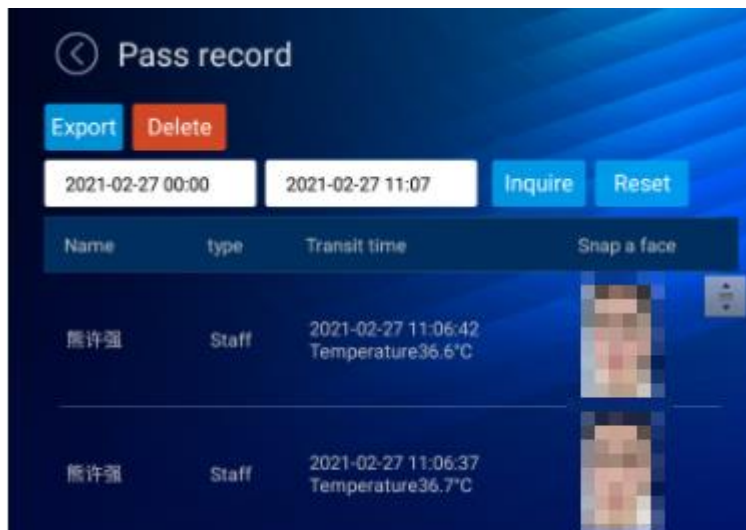 Pass record
Export Delete
2021-02-27 00:00 2021-02-27 11:07 Inquire Reset
Name type Transit time Snap a face
熊许强 Staff 2021-02-27 11:06:42
Temperature36.6°C
熊许强 Staff 2021-02-27 11:06:37
Temperature36.7°C